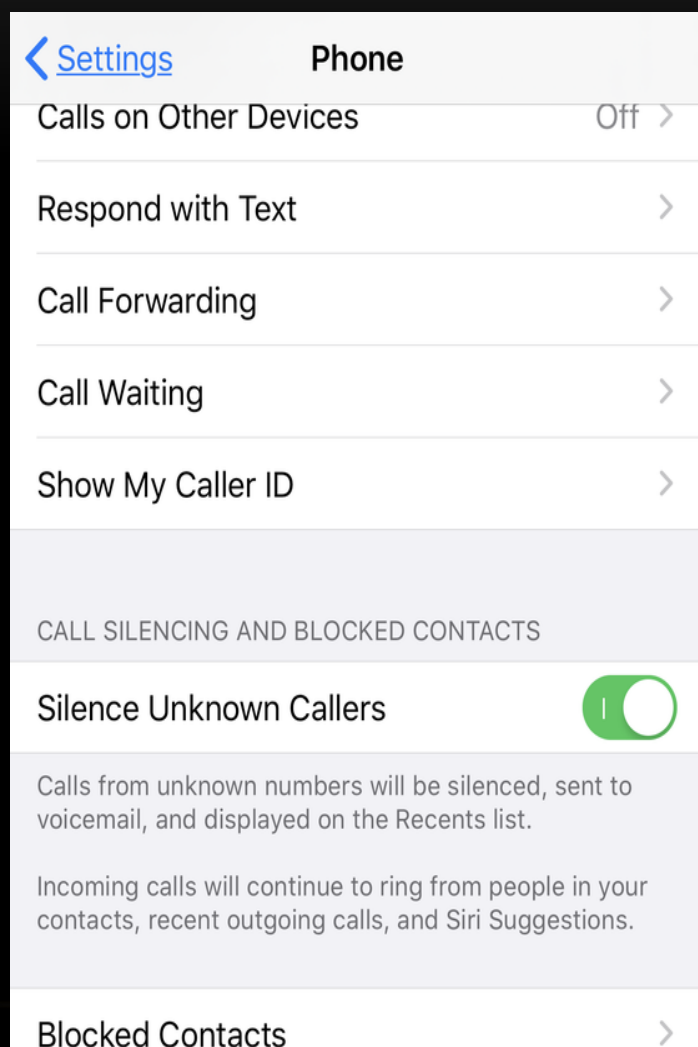 Settings
Phone
Calls on Other Devices
Off
Respond with Text
Call Forwarding
Call Waiting
Show My Caller ID
CALL SILENCING AND BLOCKED CONTACTS
Silence Unknown Callers
Calls from unknown numbers will be silenced, sent to
voicemail, and displayed on the Recents list.
Incoming calls will continue to ring from people in your
contacts, recent outgoing calls, and Siri Suggestions.
Blocked Contacts